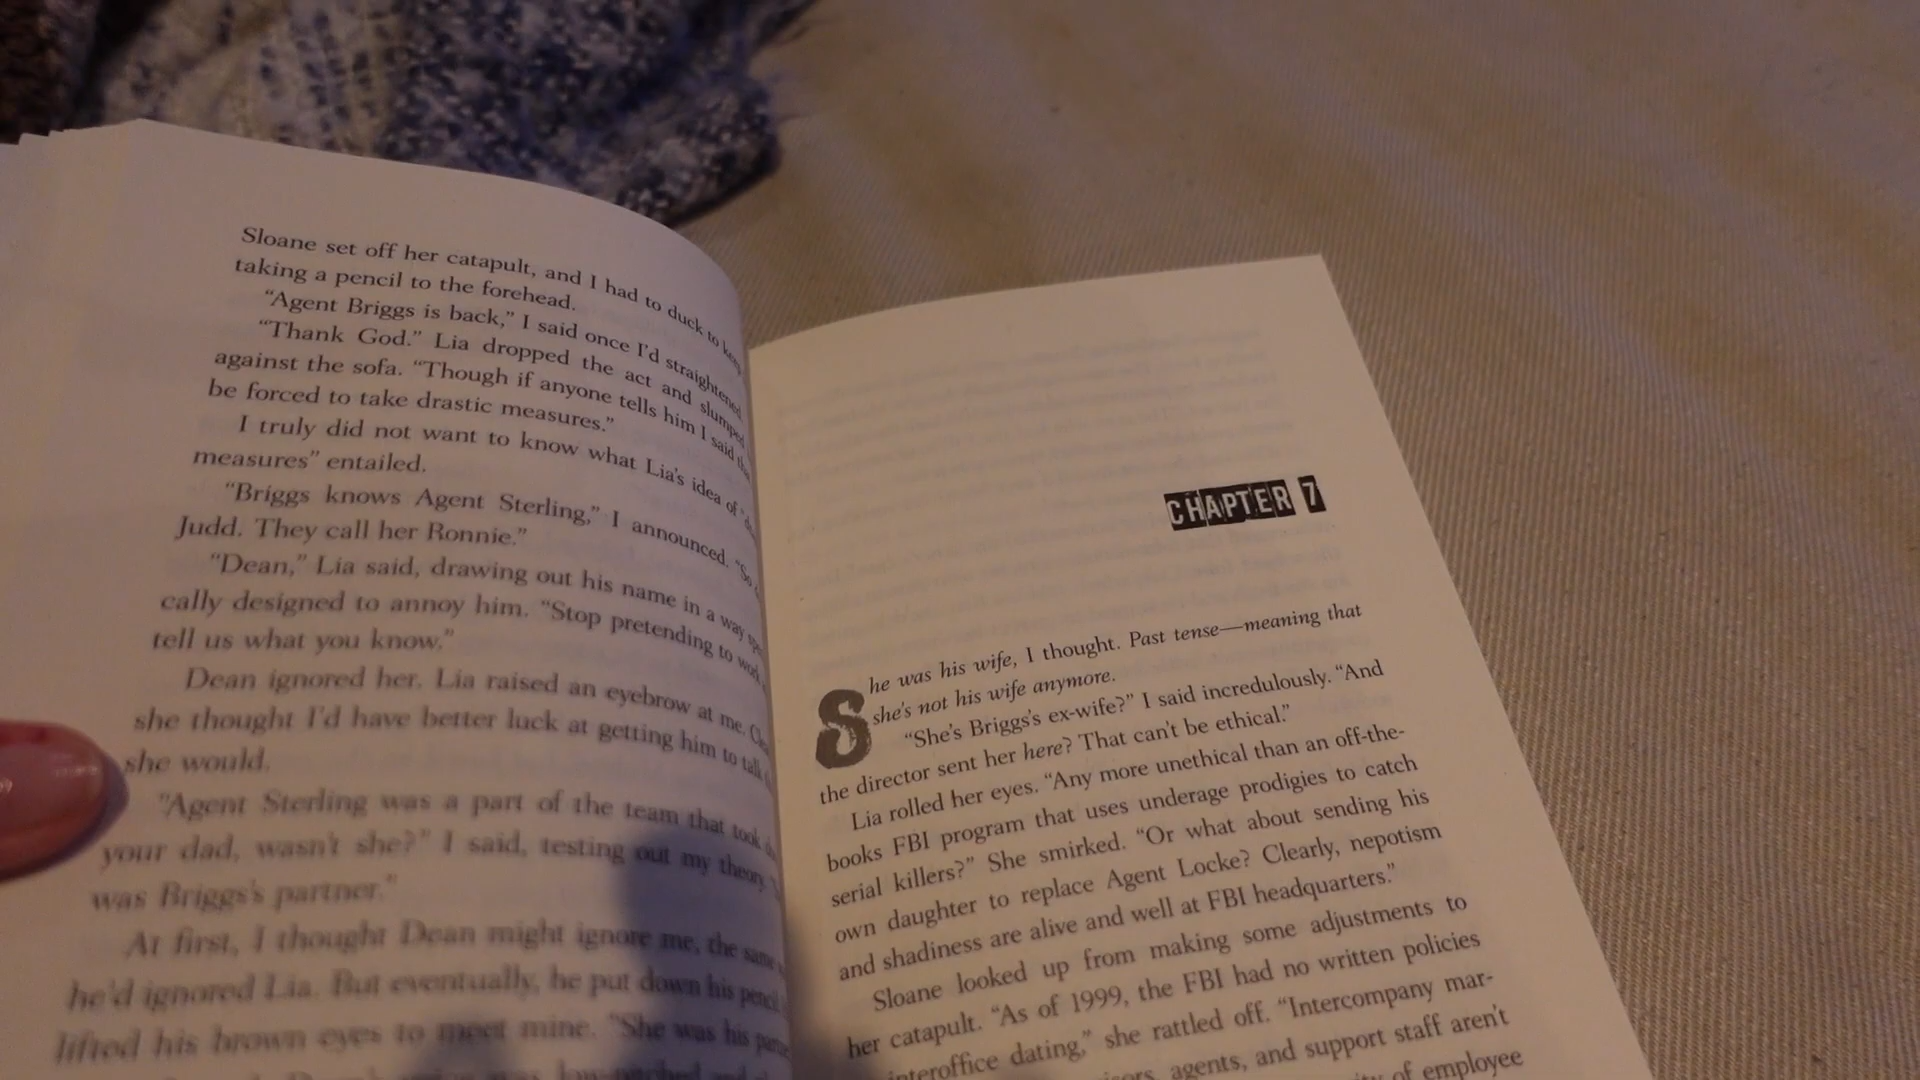 Sloane set off her catapult, and I had to duck to keep
taking a pencil to the forehead.
“Agent Briggs is back,” I said once I’d straightened
“Thank God.” Lia dropped the act and slumped
against the sofa. “Though if anyone tells him I said
be forced to take drastic measures.”
I truly did not want to know what Lia’s idea of
measures” entailed.
“Briggs knows Agent Sterling,” I announced. “So
Judd. They call her Ronnie.”
“Dean,” Lia said, drawing out his name in a way
cally designed to annoy him. “Stop pretending to
tell us what you know.”
Dean ignored her. Lia raised an eyebrow at me.
she thought I’d have better luck at getting him to talk
she would.
“Agent Sterling was a part of the team that took
your dad, wasn’t she?” I said, testing out my theory.
was Briggs’s partner.”
At first, I thought Dean might ignore me, the same
he’d ignored Lia. But eventually, he put down his pencil
lifted his brown eyes to meet mine. “She was his
CHAPTER 7
She was his wife, I thought. Past tense—meaning that
she’s not his wife anymore.
“She’s Briggs’s ex-wife?” I said incredulously. “And
the director sent her here? That can’t be ethical.”
Lia rolled her eyes. “Any more unethical than an off-the-
books FBI program that uses underage prodigies to catch
serial killers?” She smirked. “Or what about sending his
own daughter to replace Agent Locke? Clearly, nepotism
and shadiness are alive and well at FBI headquarters.”
Sloane looked up from making some adjustments to
her catapult. “As of 1999, the FBI had no written policies
interoffice dating,” she rattled off. “Intercompany mar-
agents, and support staff aren’t
of employee